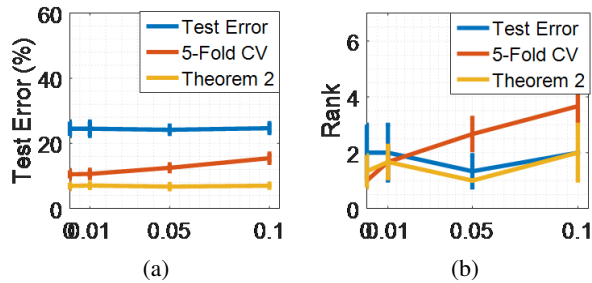 Test Error (%)
60
40
20
0
0
0.01
0.05
0.1
Test Error
5-Fold CV
Theorem 2
(a)
Rank
6
4
2
0
0
0.01
0.05
0.1
Test Error
5-Fold CV
Theorem 2
(b)